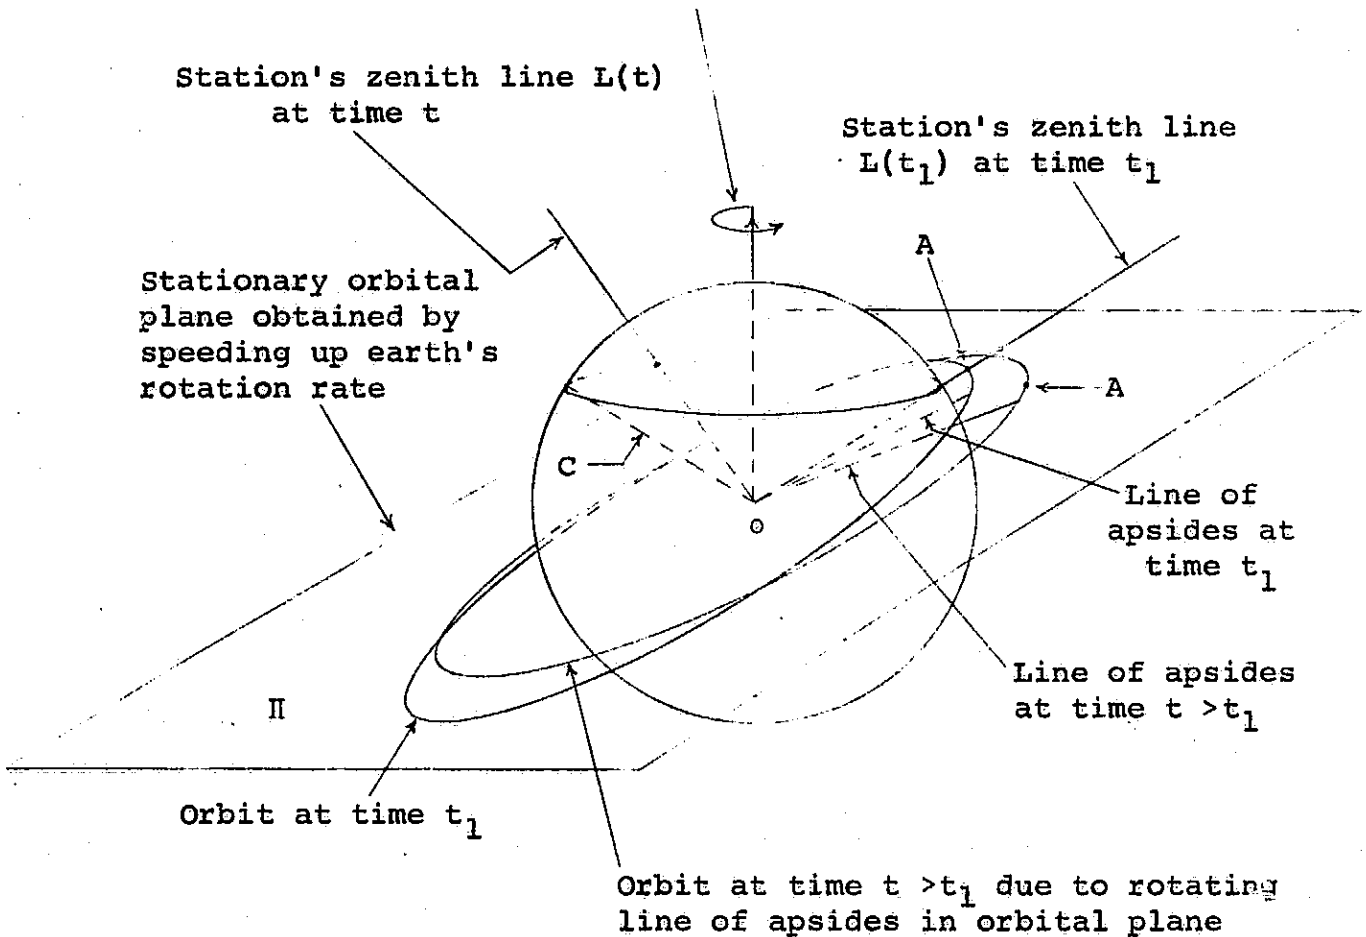 Station's zenith line L(t)
at time t
Station's zenith line
L(t₁) at time t₁
A
Stationary orbital
plane obtained by
speeding up earth's
rotation rate
A
C
O
Line of
apsides at
time t₁
Line of apsides
at time t >t₁
Π
Orbit at time t₁
Orbit at time t >t₁ due to rotating
line of apsides in orbital plane